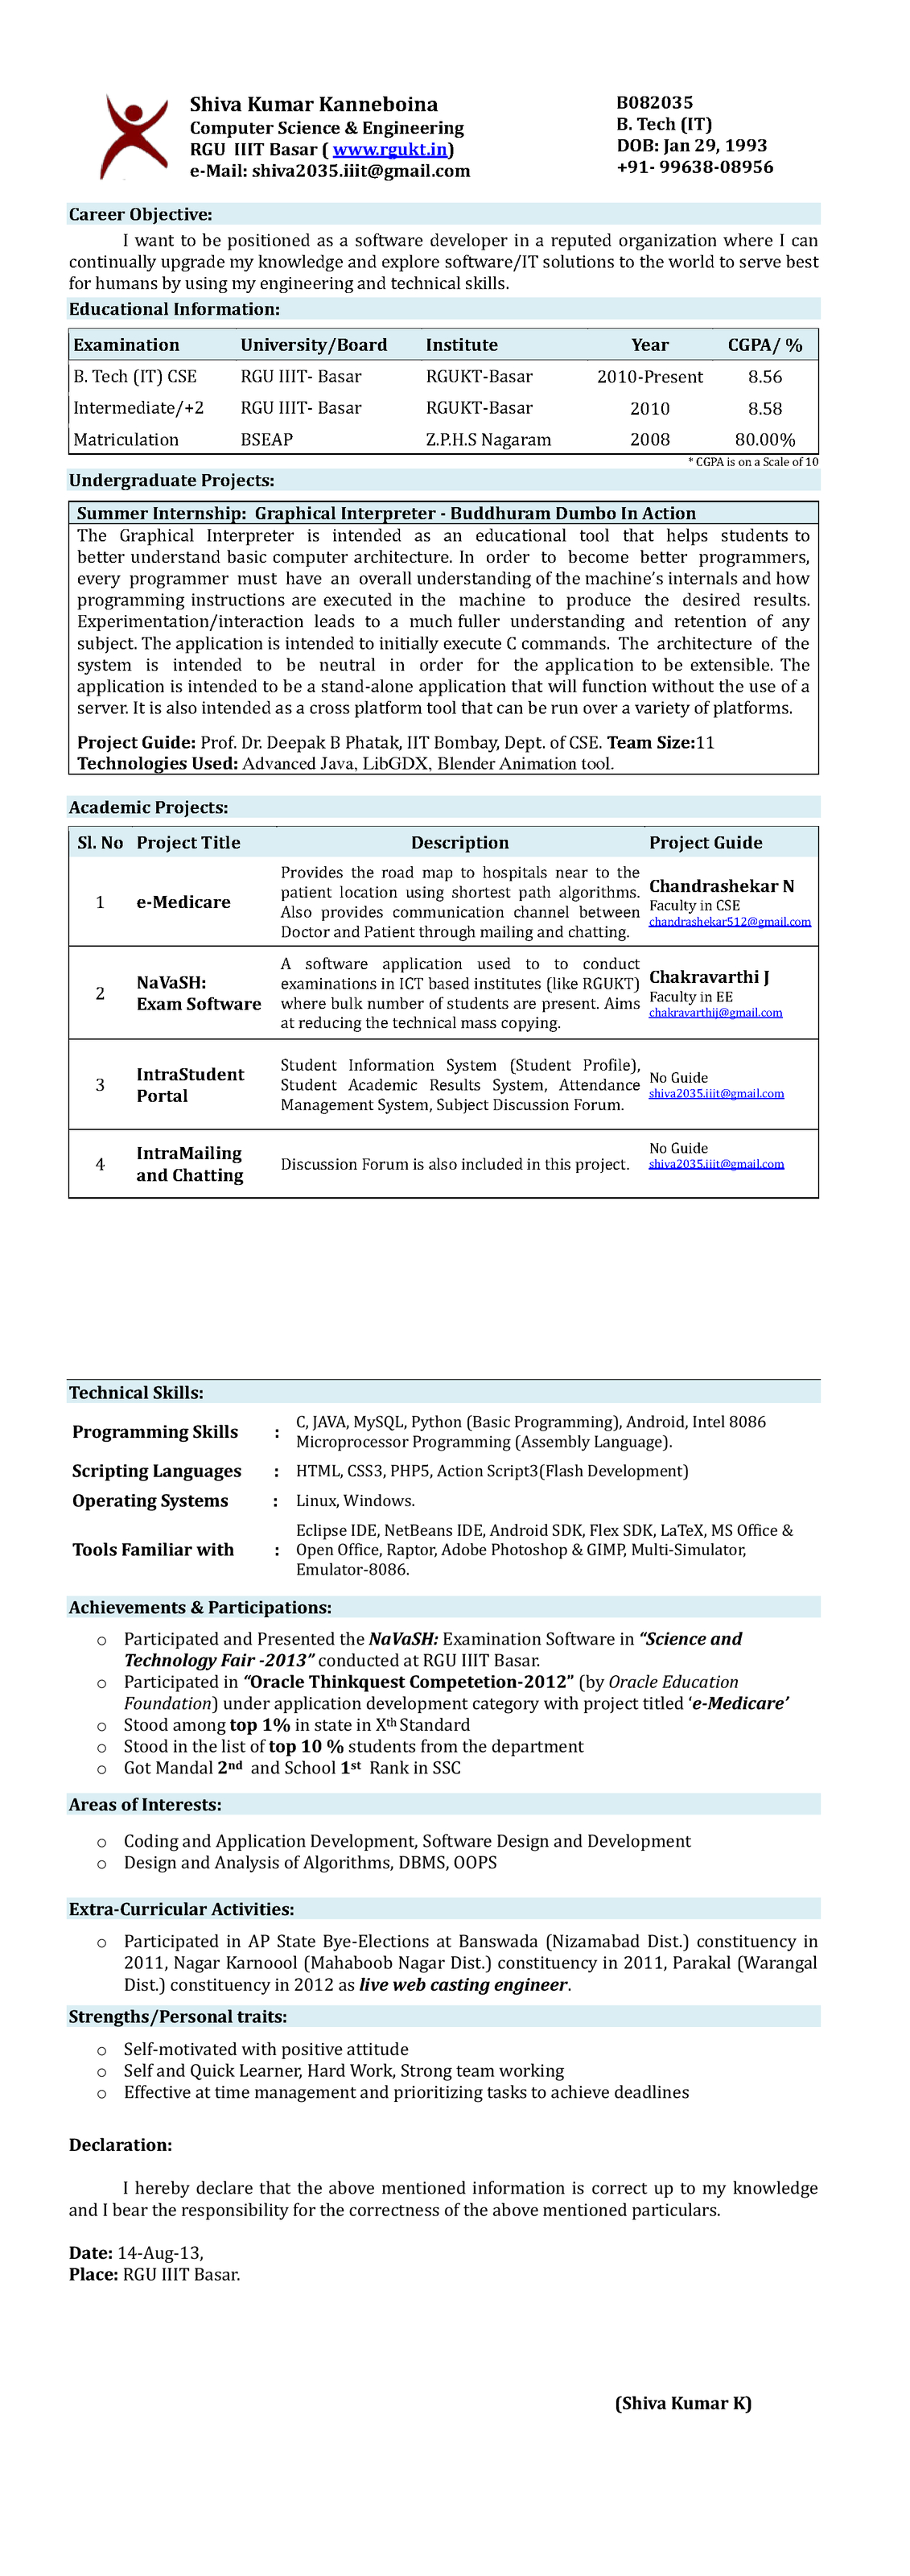 Shiva Kumar Kanneboina
Computer Science & Engineering
RGU IIIT Basar ( www.rgukt.in)
e-Mail: shiva2035.iiit@gmail.com
B082035
B. Tech (IT)
DOB: Jan 29, 1993
+91- 99638-08956
Career Objective:
I want to be positioned as a software developer in a reputed organization where I can
continually upgrade my knowledge and explore software/IT solutions to the world to serve best
for humans by using my engineering and technical skills.
Educational Information:
Examination University/Board Institute Year CGPA/ %
B. Tech (IT) CSE RGU IIIT- Basar RGUKT-Basar 2010-Present 8.56
Intermediate/+2 RGU IIIT- Basar RGUKT-Basar 2010 8.58
Matriculation BSEAP Z.P.H.S Nagaram 2008 80.00%
* CGPA is on a Scale of 10
Undergraduate Projects:
Summer Internship: Graphical Interpreter - Buddhuram Dumbo In Action
The Graphical Interpreter is intended as an educational tool that helps students to
better understand basic computer architecture. In order to become better programmers,
every programmer must have an overall understanding of the machine's internals and how
programming instructions are executed in the machine to produce the desired results.
Experimentation/interaction leads to a much fuller understanding and retention of any
subject. The application is intended to initially execute C commands. The architecture of the
system is intended to be neutral in order for the application to be extensible. The
application is intended to be a stand-alone application that will function without the use of a
server. It is also intended as a cross platform tool that can be run over a variety of platforms.
Project Guide: Prof. Dr. Deepak B Phatak, IIT Bombay, Dept. of CSE. Team Size:11
Technologies Used: Advanced Java, LibGDX, Blender Animation tool.
Academic Projects:
Sl. No Project Title Description Project Guide
1
e-Medicare
Provides the road map to hospitals near to the
patient location using shortest path algorithms.
Also provides communication channel between
Doctor and Patient through mailing and chatting.
Chandrashekar N
Faculty in CSE
chandrashekar512@gmail.com
2
NaVaSH:
Exam Software
A software application used to to conduct
examinations in ICT based institutes (like RGUKT)
where bulk number of students are present. Aims
at reducing the technical mass copying.
Chakravarthi J
Faculty in EE
chakravarthij@gmail.com
3
IntraStudent
Portal
Student Information System (Student Profile),
Student Academic Results System, Attendance
Management System, Subject Discussion Forum.
No Guide
shiva2035.iiit@gmail.com
4
IntraMailing
and Chatting
Discussion Forum is also included in this project.
No Guide
shiva2035.iiit@gmail.com
Technical Skills:
Programming Skills :
C, JAVA, MySQL, Python (Basic Programming), Android, Intel 8086
Microprocessor Programming (Assembly Language).
Scripting Languages : HTML, CSS3, PHP5, Action Script3(Flash Development)
Operating Systems : Linux, Windows.
Tools Familiar with :
Eclipse IDE, NetBeans IDE, Android SDK, Flex SDK, LaTeX, MS Office &
Open Office, Raptor, Adobe Photoshop & GIMP, Multi-Simulator,
Emulator-8086.
Achievements & Participations:
o Participated and Presented the NaVaSH: Examination Software in “Science and
Technology Fair -2013” conducted at RGU IIIT Basar.
o Participated in “Oracle Thinkquest Competetion-2012” (by Oracle Education
Foundation) under application development category with project titled ‘e-Medicare’
o Stood among top 1% in state in Xth Standard
o Stood in the list of top 10 % students from the department
o Got Mandal 2nd and School 1st Rank in SSC
Areas of Interests:
o Coding and Application Development, Software Design and Development
o Design and Analysis of Algorithms, DBMS, OOPS
Extra-Curricular Activities:
o Participated in AP State Bye-Elections at Banswada (Nizamabad Dist.) constituency in
2011, Nagar Karnoool (Mahaboob Nagar Dist.) constituency in 2011, Parakal (Warangal
Dist.) constituency in 2012 as live web casting engineer.
Strengths/Personal traits:
o Self-motivated with positive attitude
o Self and Quick Learner, Hard Work, Strong team working
o Effective at time management and prioritizing tasks to achieve deadlines
Declaration:
I hereby declare that the above mentioned information is correct up to my knowledge
and I bear the responsibility for the correctness of the above mentioned particulars.
Date: 14-Aug-13,
Place: RGU IIIT Basar.
(Shiva Kumar K)